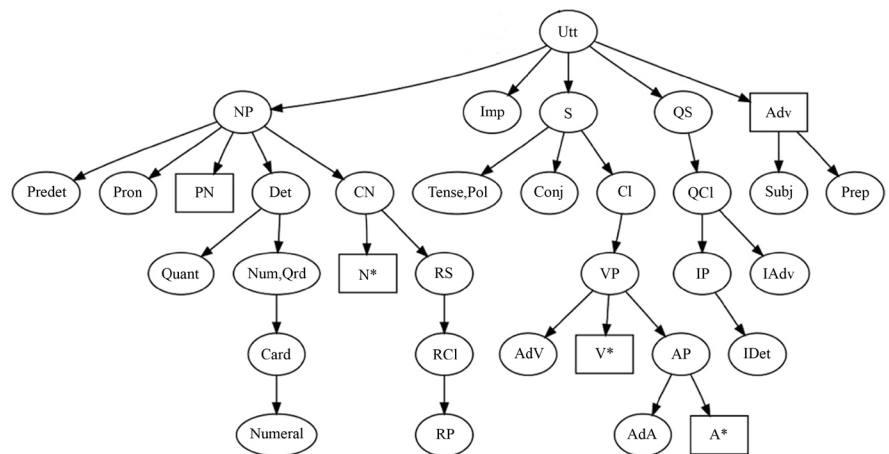 Utt
NP
Imp
S
QS
Adv
Predet
Pron
PN
Det
CN
Tense,Pol
Conj
Cl
QCl
Subj
Prep
Quant
Num,Qrd
N*
RS
VP
IP
IAdv
Card
RCl
AdV
V*
AP
IDet
Numeral
RP
AdA
A*